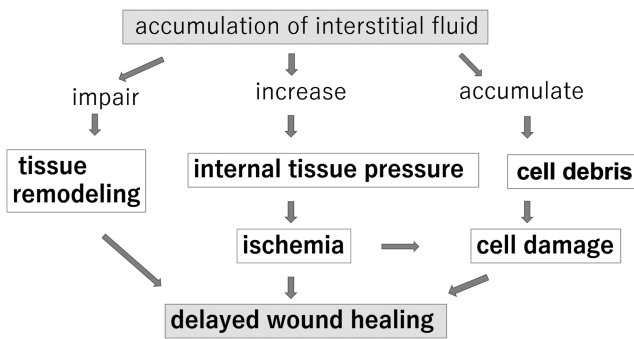 accumulation of interstitial fluid
impair
increase
accumulate
tissue
remodeling
internal tissue pressure
cell debris
ischemia
cell damage
delayed wound healing